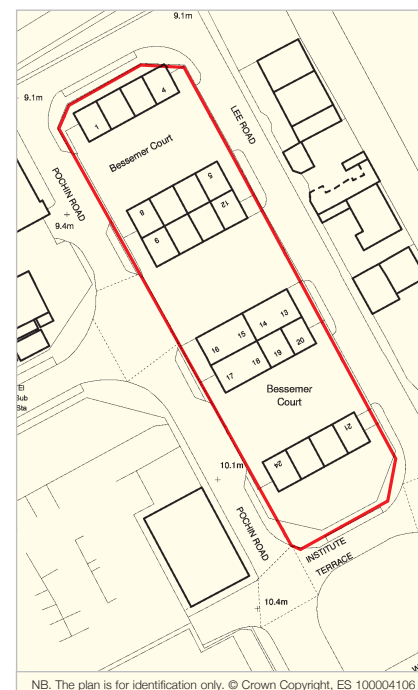 9.1m
9.1m
4
1
LEE ROAD
Bessemer Court
POCHIN ROAD
5
8
12
9
9.4m
13
14
15
16
20
19
18
17
El
Sub
Sta
Bessemer
Court
21
24
10.1m
POCHIN ROAD
INSTITUTE
TERRACE
10.4m
NB. The plan is for identification only. © Crown Copyright, ES 100004106